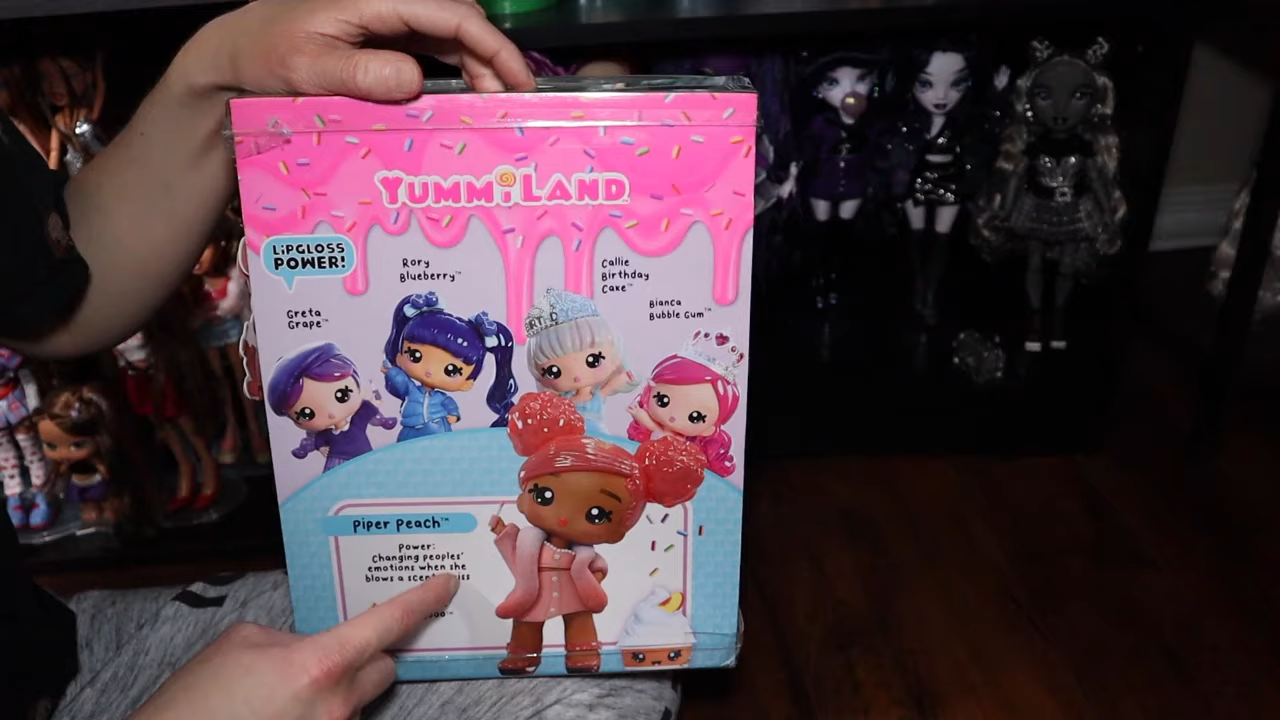 YUMMiLAND
LiPGLOSS
POWER!
Rory
Blueberry™
Callie
Birthday
Cake™
Greta
Grape™
Bianca
Bubble Gum™
Piper Peach™
Power:
Changing peoples'
emotions when she
blows a